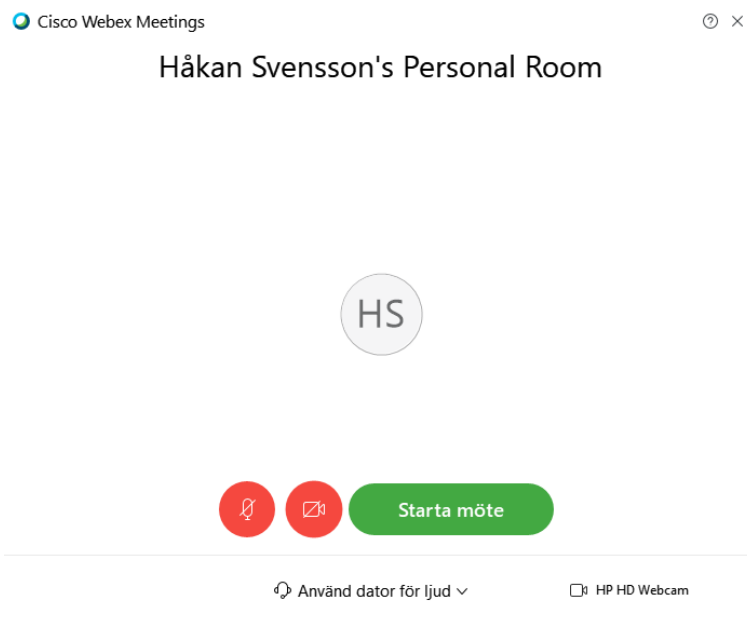 Cisco Webex Meetings
Håkan Svensson's Personal Room
HS
Starta möte
Använd dator för ljud
HP HD Webcam